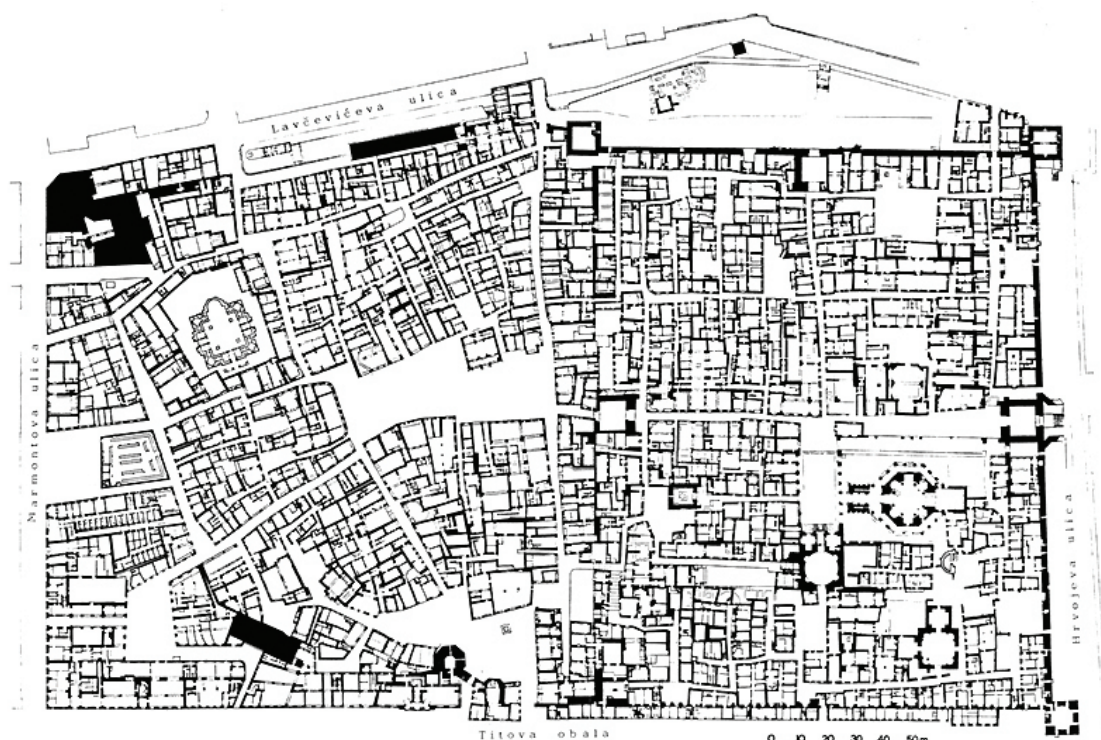 Lavčevićeva ulica
Marmontova ulica
Hrvojeva ulica
Titova obala
0 10 20 30 40 50m